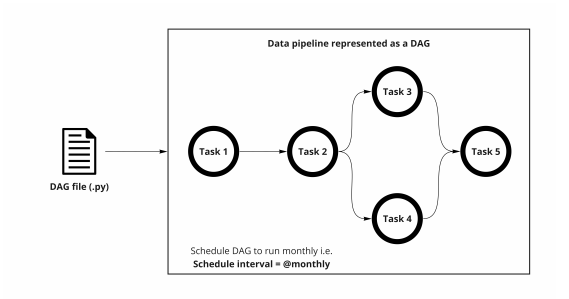 Data pipeline represented as a DAG
Task 3
Task 1
Task 2
Task 5
DAG file (.py)
Task 4
Schedule DAG to run monthly i.e.
Schedule interval = @monthly